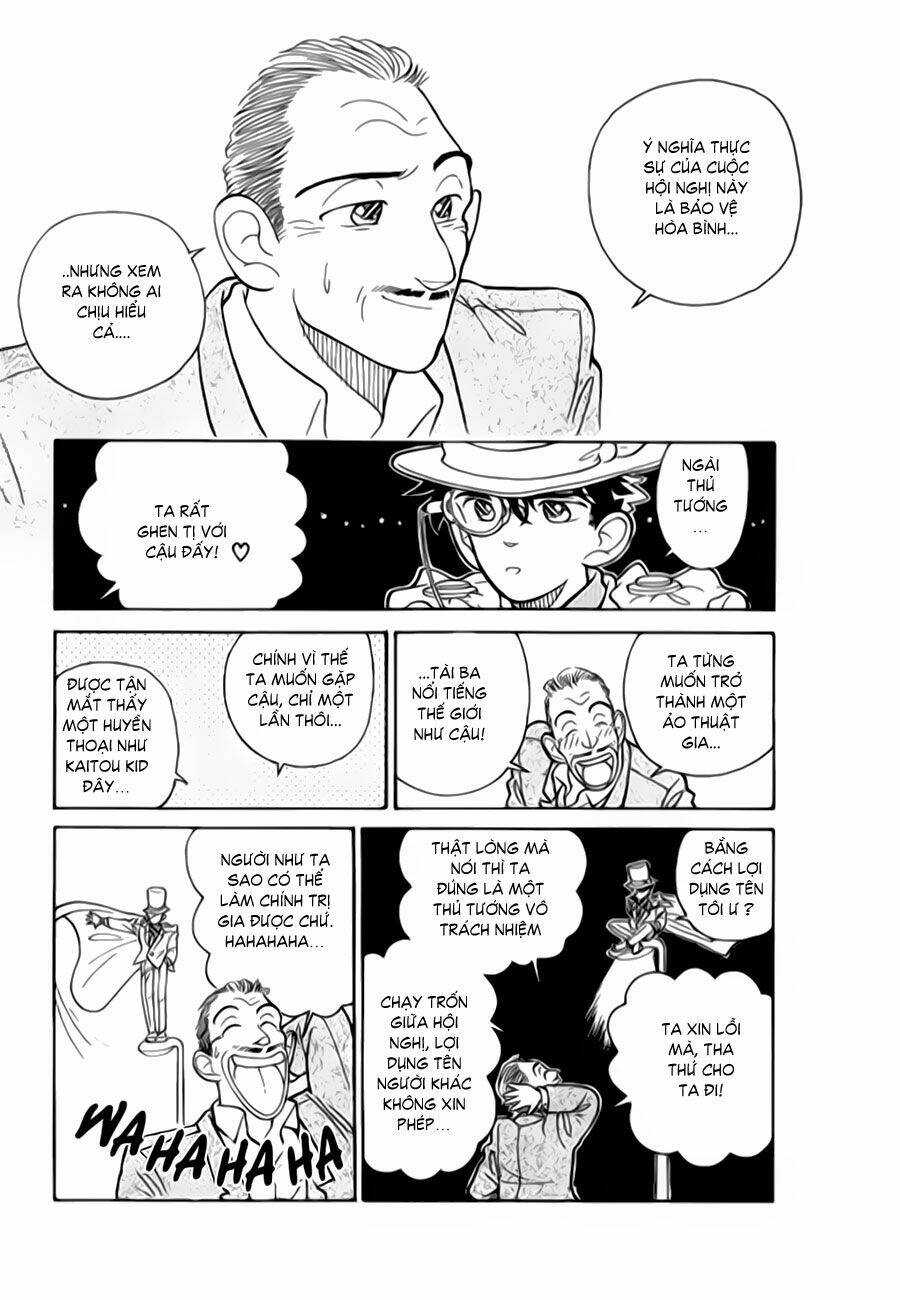 Ý NGHĨA THỰC
SỰ CỦA CUỘC
HỘI NGHỊ NÀY
LÀ BẢO VỆ
HÒA BÌNH...
..NHƯNG XEM
RA KHÔNG AI
CHỊU HIỂU
CẢ....
NGÀI
THỦ
TƯỚNG
...
TA RẤT
GHEN TỊ VỚI
CẬU ĐẤY! ♡
TA TỪNG
MUỐN TRỞ
THÀNH MỘT
ẢO THUẬT
GIA...
...TÀI BA
NỔI TIẾNG
THẾ GIỚI
NHƯ CẬU!
CHÍNH VÌ THẾ
TA MUỐN GẶP
CẬU, CHỈ MỘT
LẦN THÔI...
ĐƯỢC TẬN
MẮT THẤY
MỘT HUYỀN
THOẠI NHƯ
KAITOU KID
ĐÂY...
BẰNG
CÁCH LỢI
DỤNG TÊN
TÔI Ư ?
THẬT LÒNG MÀ
NÓI THÌ TA
ĐÚNG LÀ MỘT
THỦ TƯỚNG VÔ
TRÁCH NHIỆM
TA XIN LỖI
MÀ, THA
THỨ CHO
TA ĐI!
CHẠY TRỐN
GIỮA HỘI
NGHỊ, LỢI
DỤNG TÊN
NGƯỜI KHÁC
KHÔNG XIN
PHÉP...
NGƯỜI NHƯ TA
SAO CÓ THỂ
LÀM CHÍNH TRỊ
GIA ĐƯỢC CHỨ.
HAHAHAHA...
WA HA HA HA HA